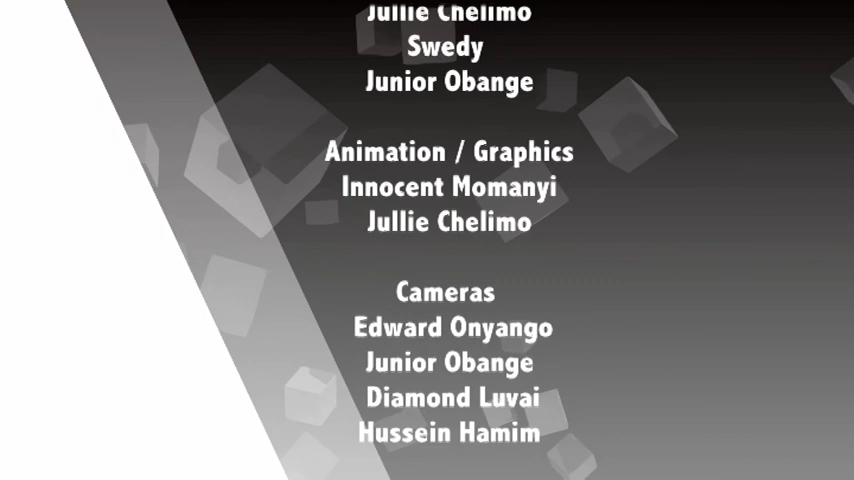 Jullie Chelimo
Swedy
Junior Obange
Animation / Graphics
Innocent Momanyi
Jullie Chelimo
Cameras
Edward Onyango
Junior Obange
Diamond Luvai
Hussein Hamim